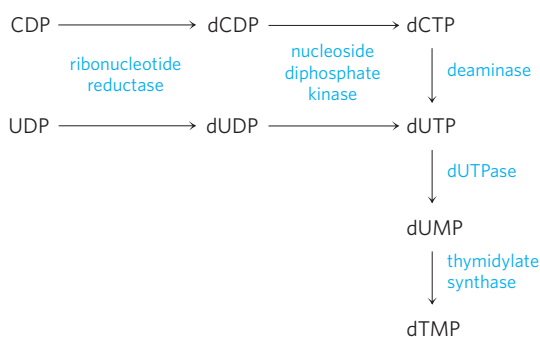 CDP dCDP dCTP
ribonucleotide
reductase
nucleoside
diphosphate
kinase
deaminase
UDP dUDP dUTP
dUTPase
dUMP
thymidylate
synthase
dTMP